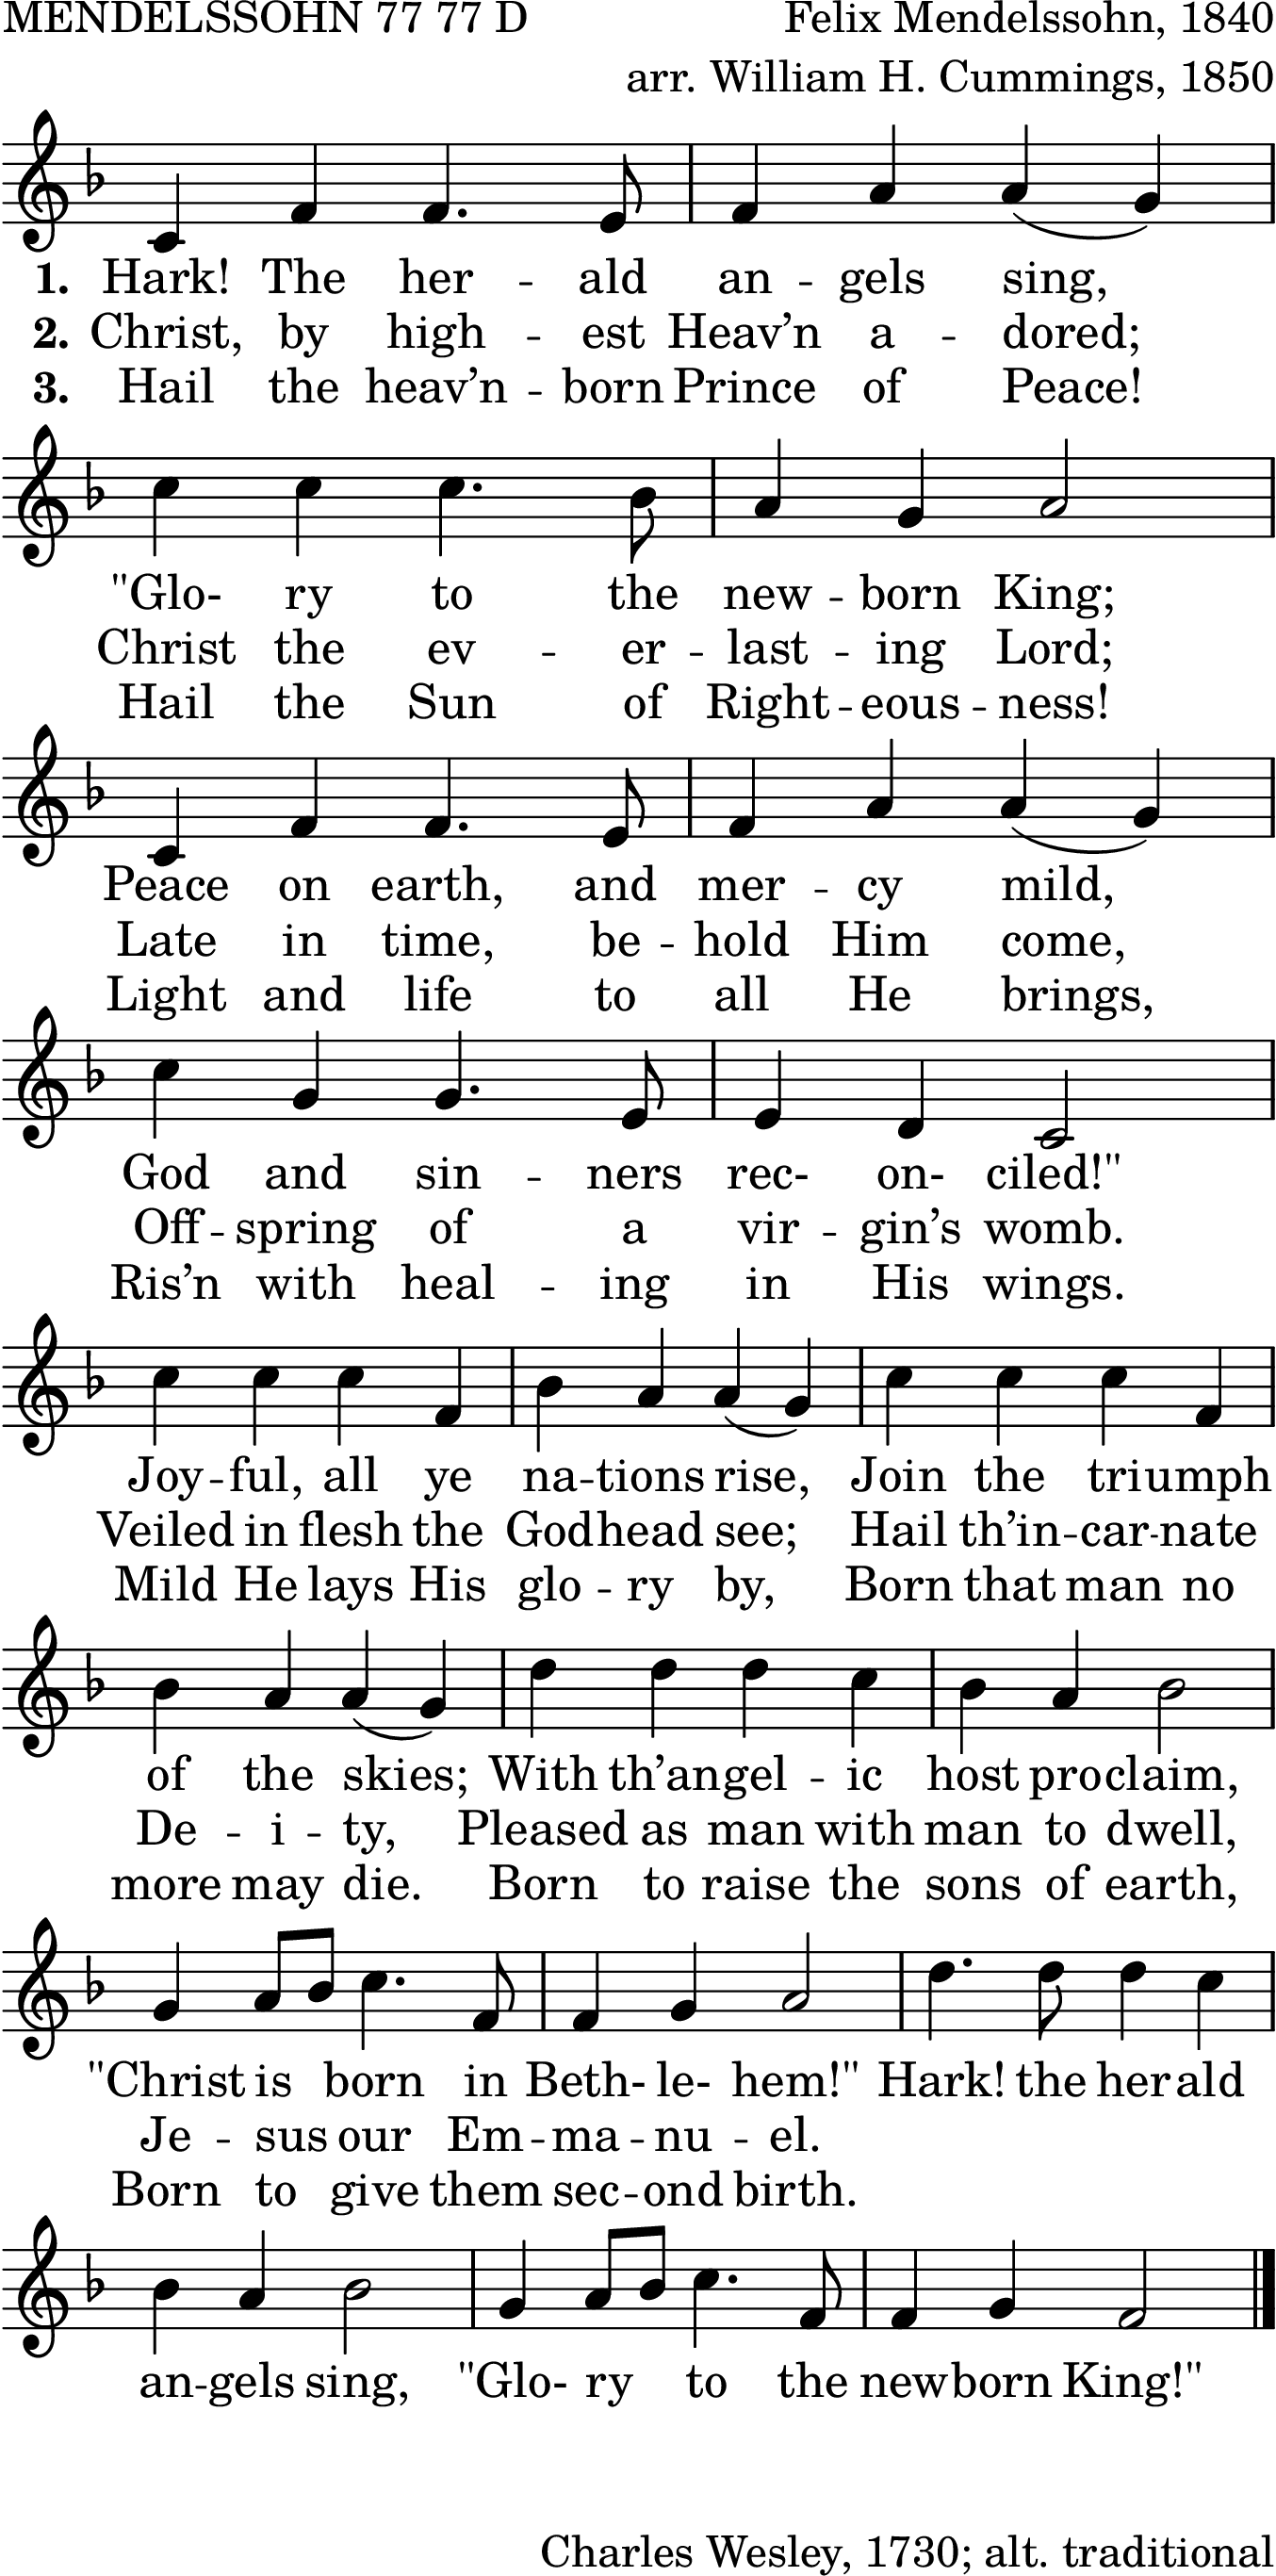 MENDELSSOHN 77 77 D
Felix Mendelssohn, 1840
arr. William H. Cummings, 1850
1. Hark! The her – ald an – gels sing,
2. Christ, by high – est Heav’n a – dored;
3. Hail the heav’n – born Prince of Peace!
"Glo- ry to the new – born King;
Christ the ev – er – last – ing Lord;
Hail the Sun of Right – eous – ness!
Peace on earth, and mer – cy mild,
Late in time, be – hold Him come,
Light and life to all He brings,
God and sin – ners rec- on- ciled!"
Off – spring of a vir – gin’s womb.
Ris’n with heal – ing in His wings.
Joy – ful, all ye na – tions rise, Join the triumph
Veiled in flesh the Godhead see; Hail th’in – car – nate
Mild He lays His glo – ry by, Born that man no
of the skies; With th’angel – ic host proclaim,
De – i – ty, Pleased as man with man to dwell,
more may die. Born to raise the sons of earth,
"Christ is born in Beth- le- hem!" Hark! the herald
Je – sus our Em – ma – nu – el.
Born to give them sec – ond birth.
an – gels sing, "Glo- ry to the newborn King!"
Charles Wesley, 1730; alt. traditional